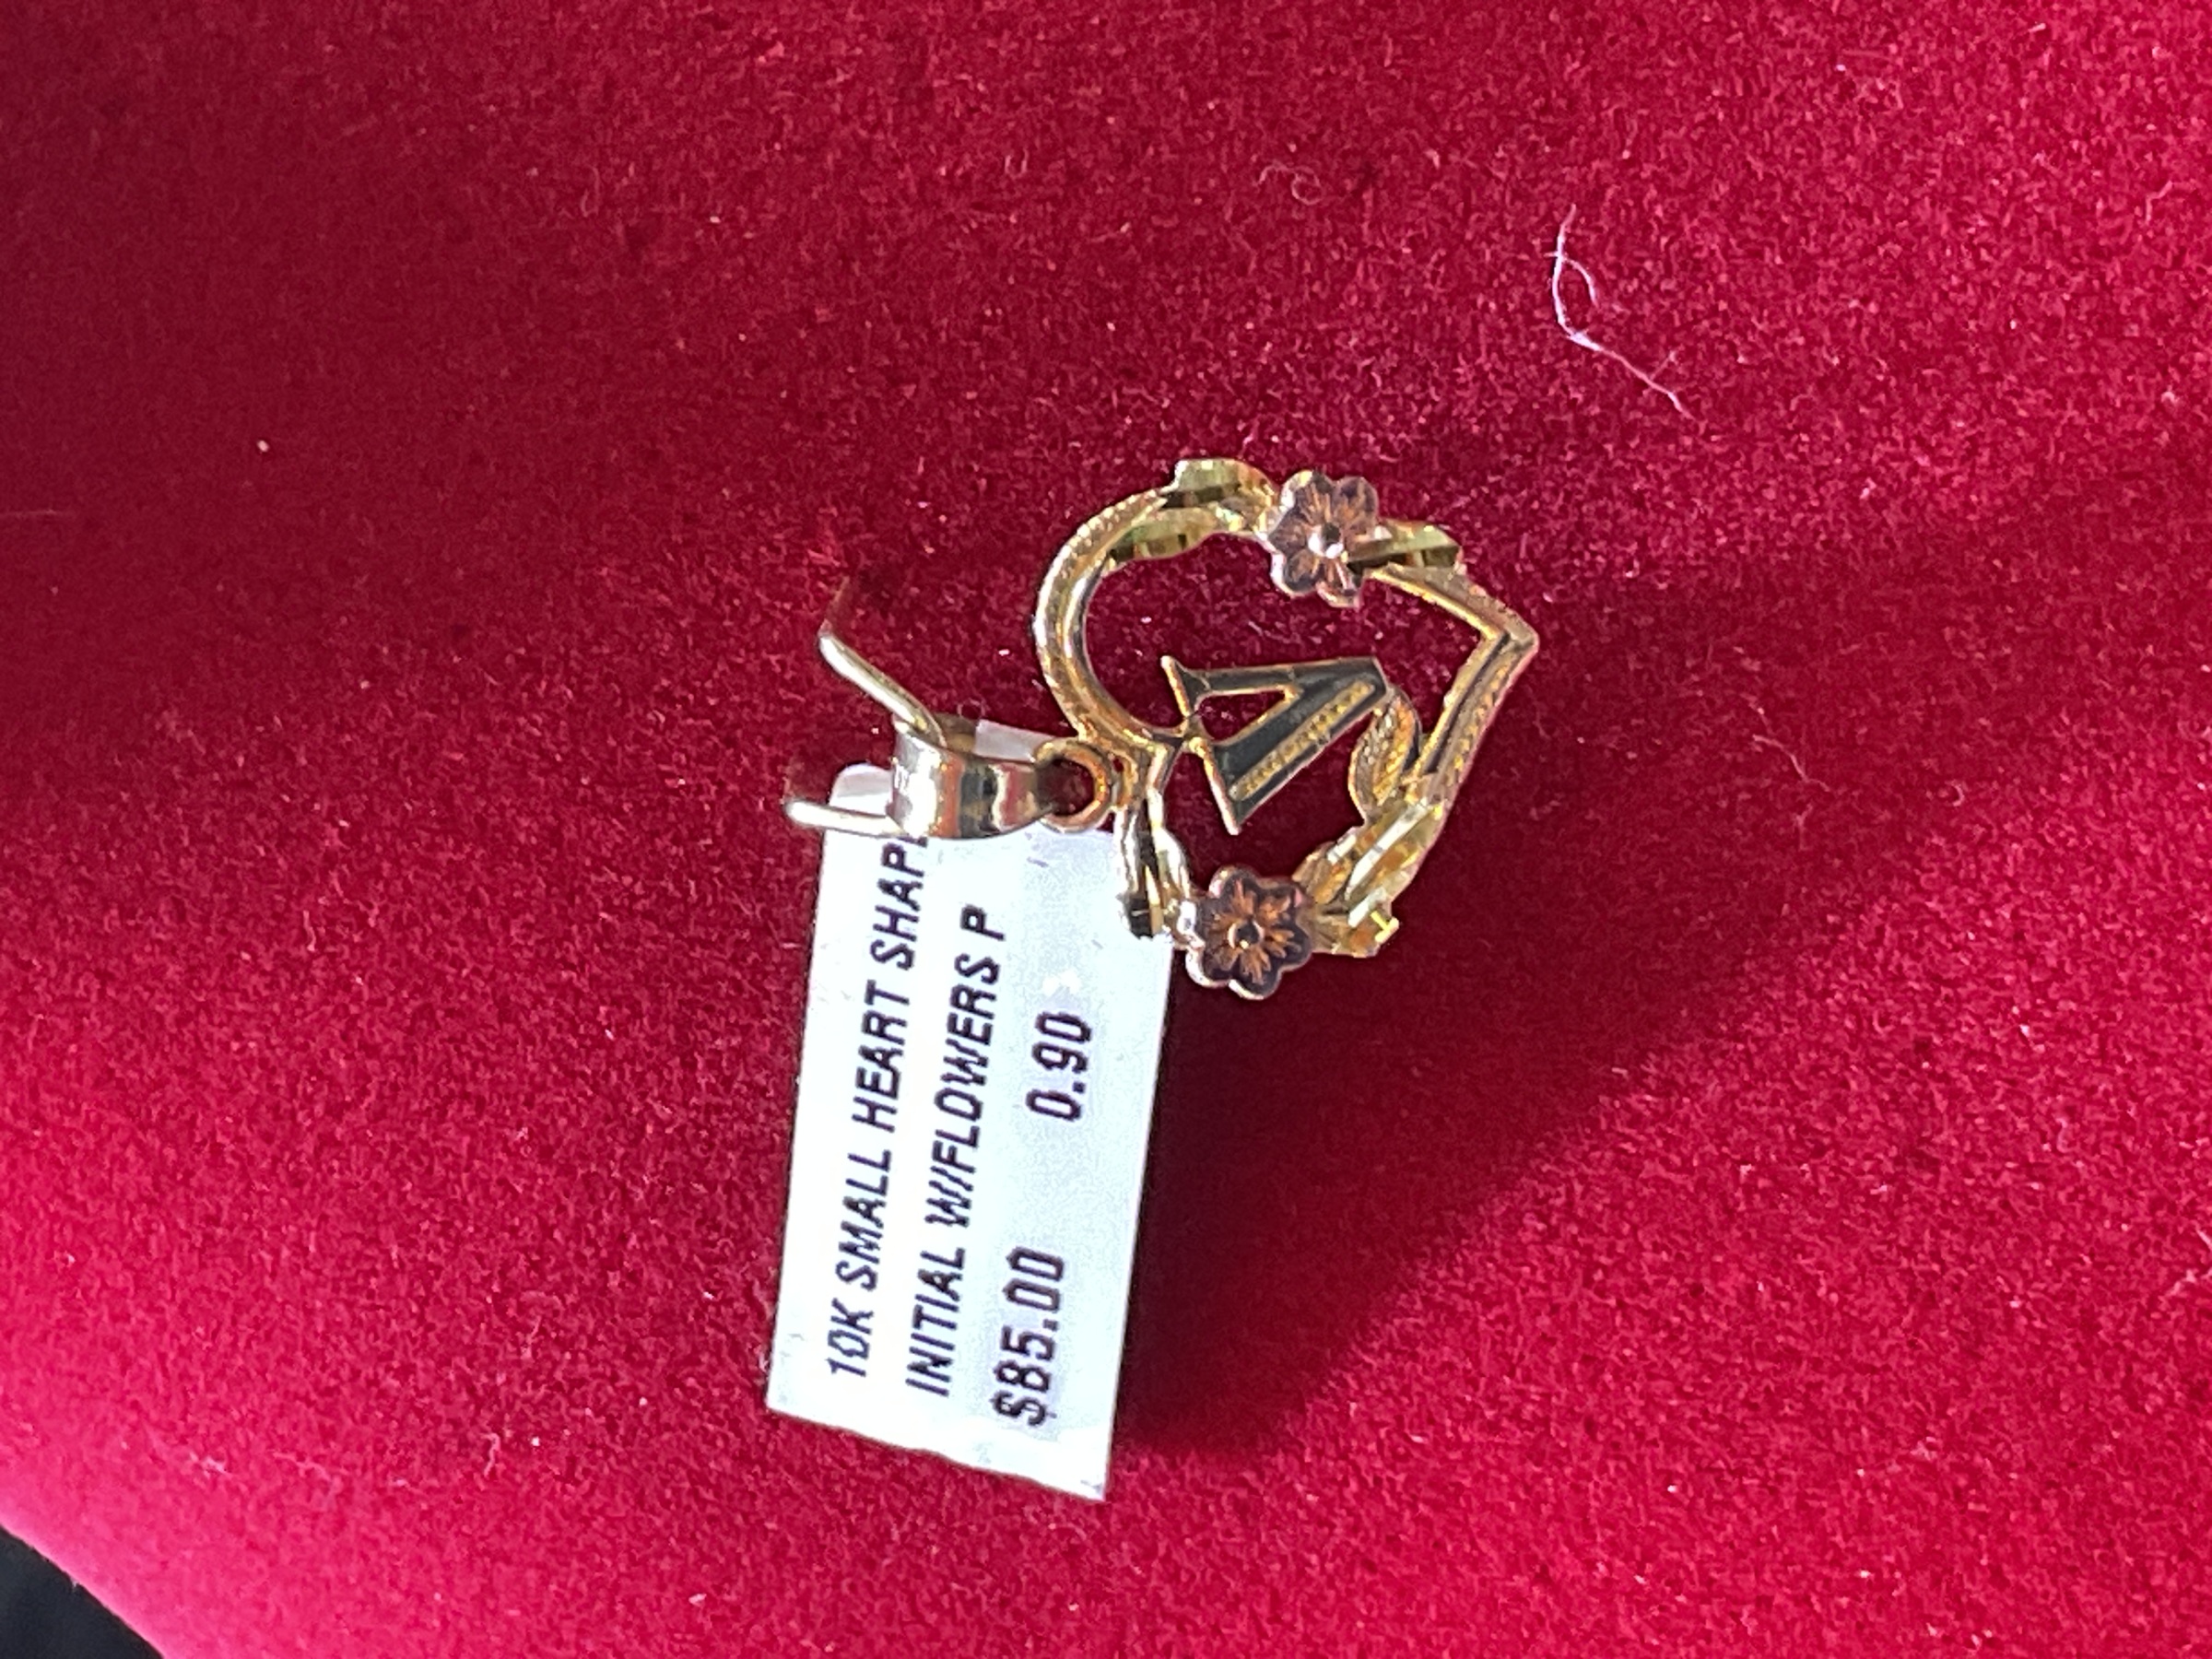 10K SMALL HEART SHAP
INITIAL W/FLOWERS P
$85.00 0.90
V